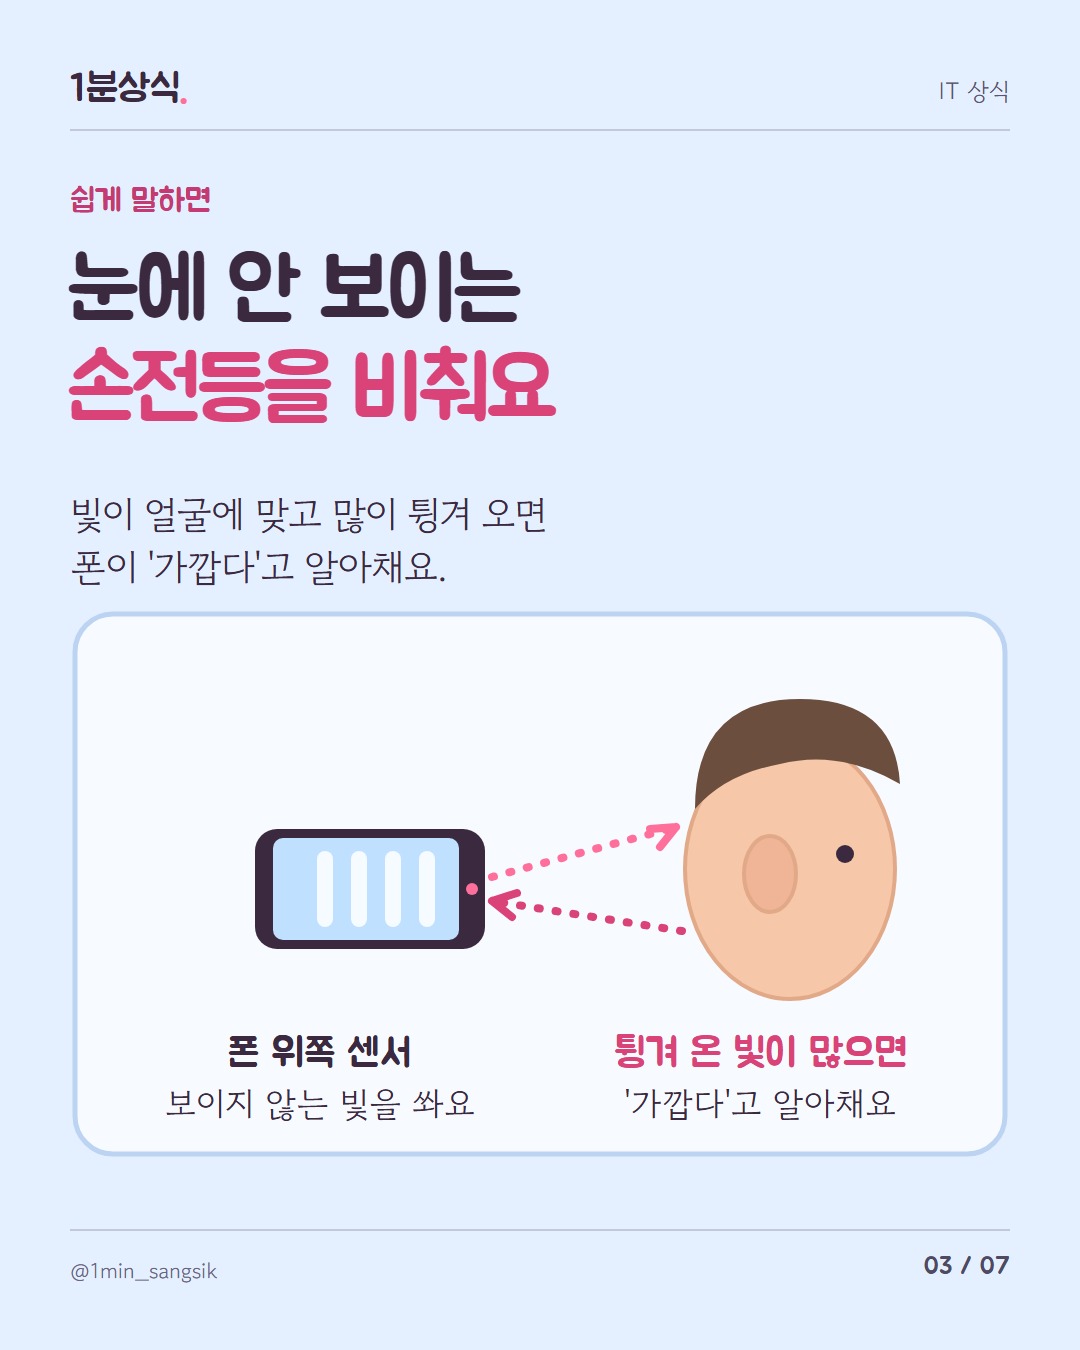 1분상식.
IT 상식
쉽게 말하면
눈에 안 보이는
손전등을 비춰요
빛이 얼굴에 맞고 많이 튕겨 오면
폰이 '가깝다'고 알아채요.
폰 위쪽 센서
보이지 않는 빛을 쏴요
튕겨 온 빛이 많으면
'가깝다'고 알아채요
@1min_sangsik
03 / 07